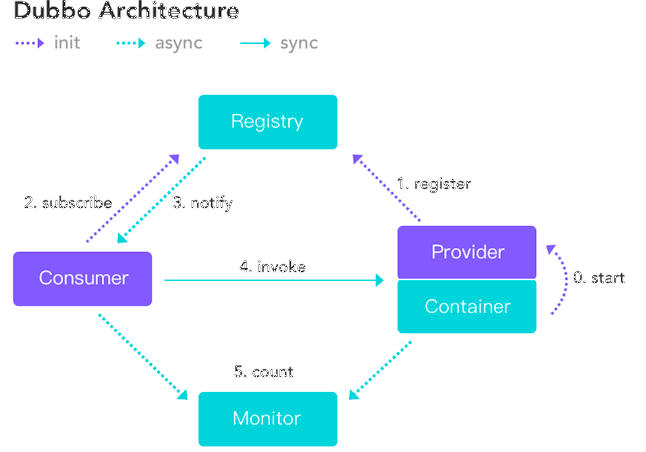 Dubbo Architecture
init async sync
Registry
1. register
2. subscribe
3. notify
Provider
Consumer
4. invoke
0. start
Container
5. count
Monitor